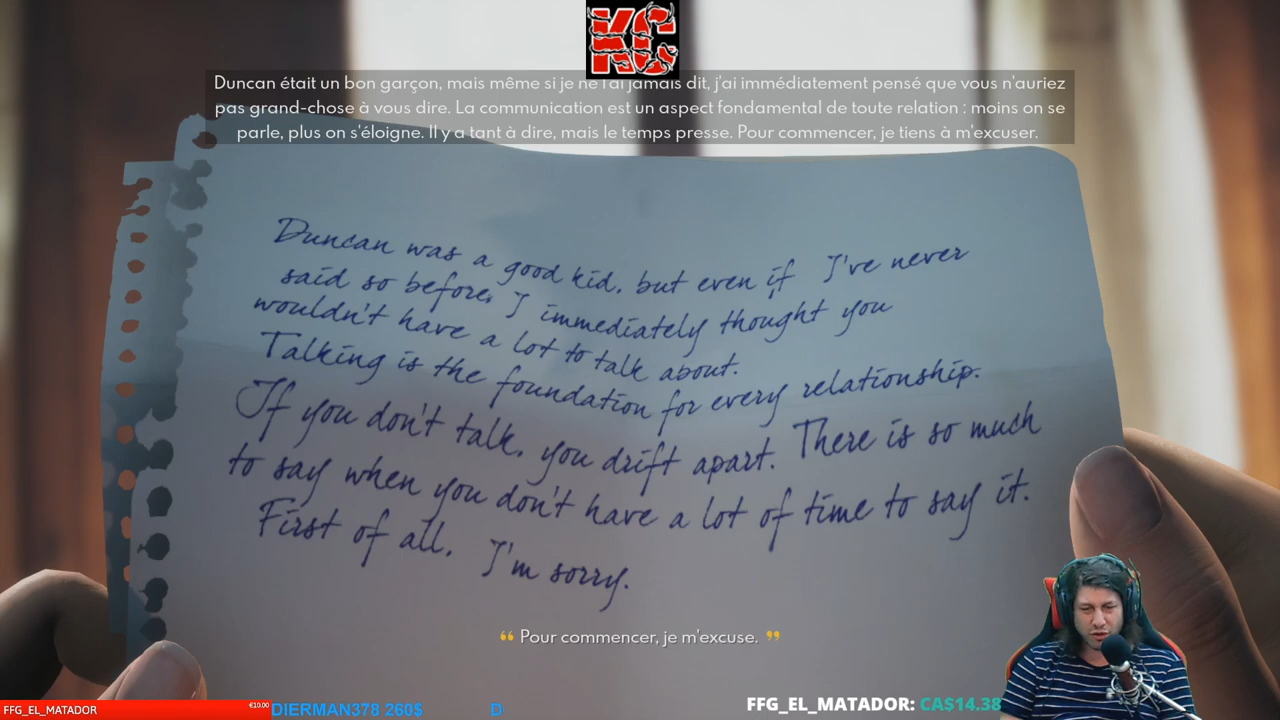 KC
Duncan était un bon garçon, mais même si je ne l'ai jamais dit, j'ai immédiatement pensé que vous n'auriez
pas grand-chose à vous dire. La communication est un aspect fondamental de toute relation : moins on se
parle, plus on s'éloigne. Il y a tant à dire, mais le temps presse. Pour commencer, je tiens à m'excuser.
Duncan was a good kid, but even if I've never
said so before, I immediately thought you
wouldn't have a lot to talk about.
Talking is the foundation for every relationship.
If you don't talk, you drift apart. There is so much
to say when you don't have a lot of time to say it.
First of all, I'm sorry.
“ Pour commencer, je m'excuse. ”
FFG_EL_MATADOR: CA$14.38
FFG_EL_MATADOR €10.00 DIERMAN378 260$ D